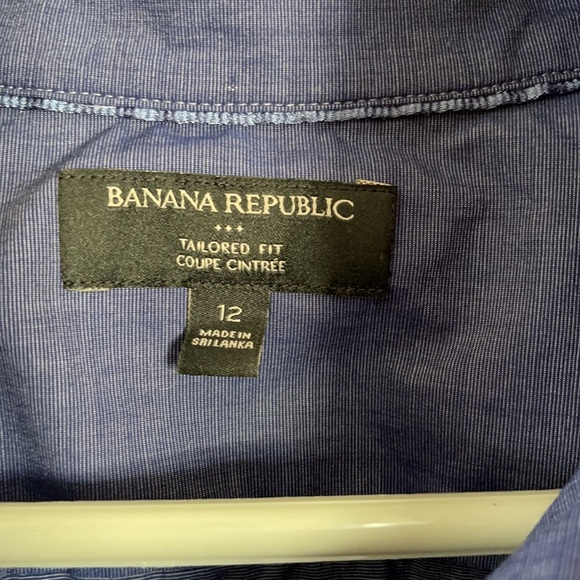 BANANA REPUBLIC
TAILORED FIT
COUPE CINTRÉE
12
MADE IN
SRI LANKA